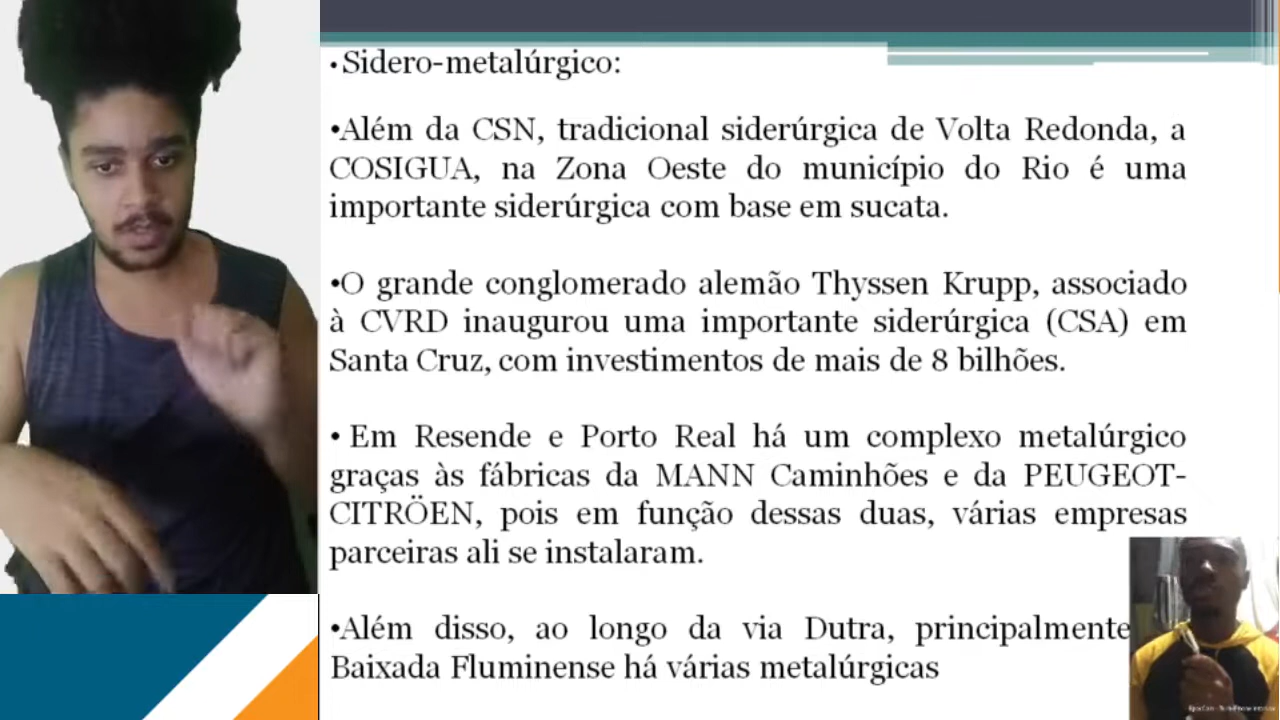 • Sidero-metalúrgico:
•Além da CSN, tradicional siderúrgica de Volta Redonda, a
COSIGUA, na Zona Oeste do município do Rio é uma
importante siderúrgica com base em sucata.
•O grande conglomerado alemão Thyssen Krupp, associado
à CVRD inaugurou uma importante siderúrgica (CSA) em
Santa Cruz, com investimentos de mais de 8 bilhões.
• Em Resende e Porto Real há um complexo metalúrgico
graças às fábricas da MANN Caminhões e da PEUGEOT-
CITRÖEN, pois em função dessas duas, várias empresas
parceiras ali se instalaram.
•Além disso, ao longo da via Dutra, principalmente
Baixada Fluminense há várias metalúrgicas